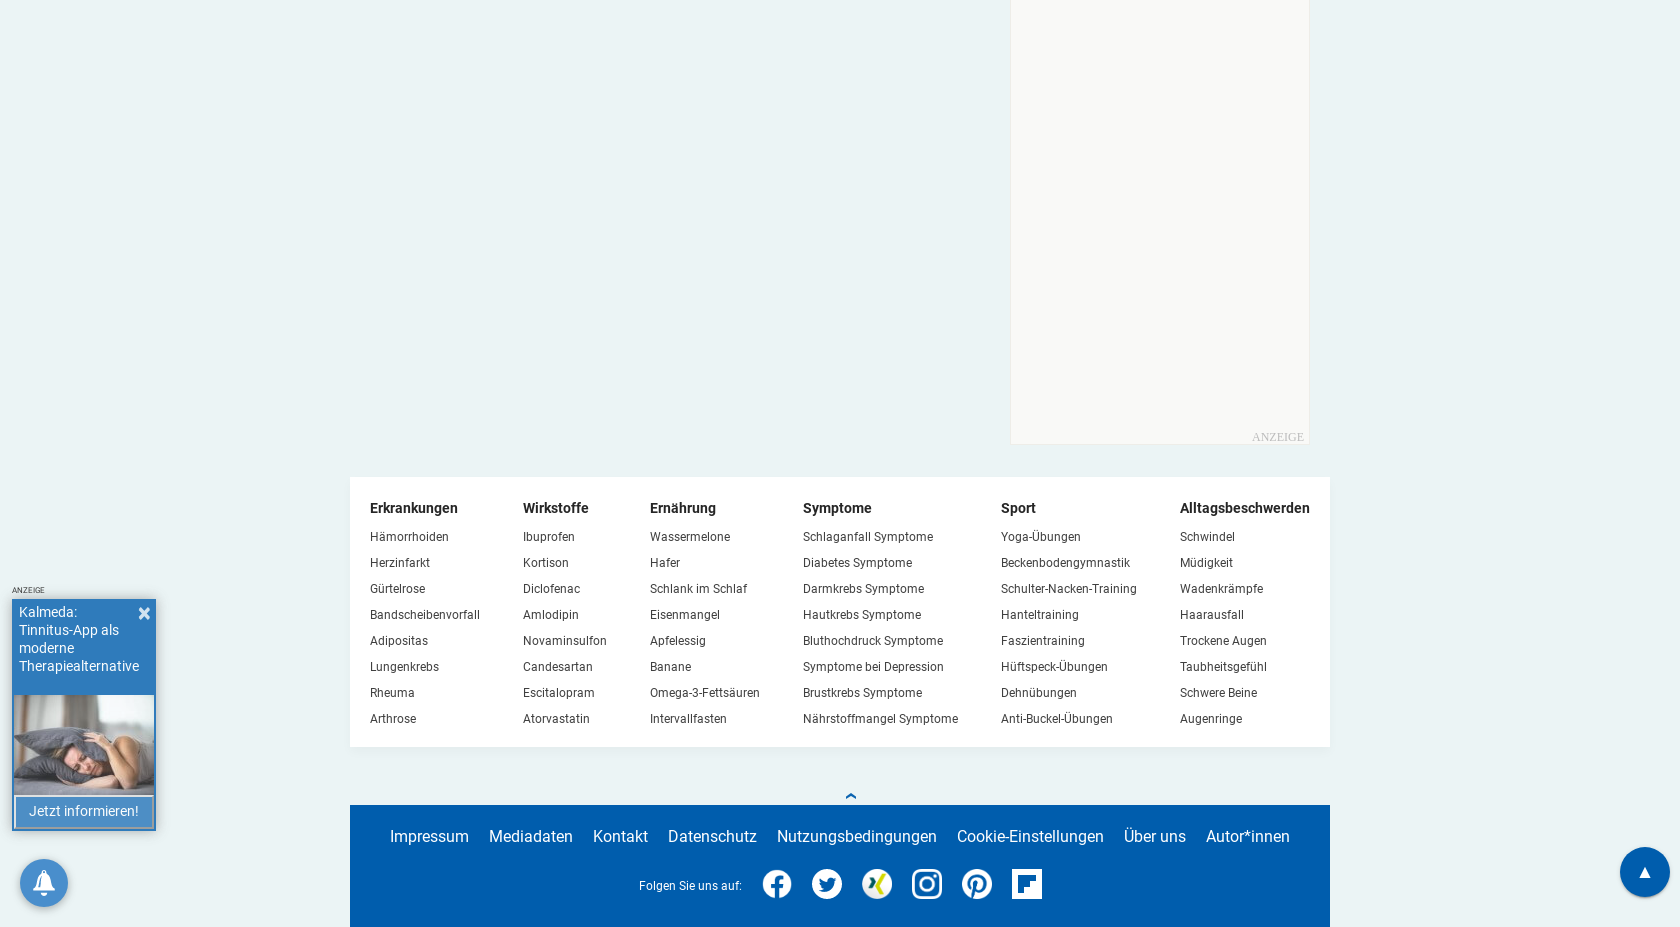 ANZEIGE
Erkrankungen
Hämorrhoiden
Herzinfarkt
Gürtelrose
Bandscheibenvorfall
Adipositas
Lungenkrebs
Rheuma
Arthrose
Wirkstoffe
Ibuprofen
Kortison
Diclofenac
Amlodipin
Novaminsulfon
Candesartan
Escitalopram
Atorvastatin
Ernährung
Wassermelone
Hafer
Schlank im Schlaf
Eisenmangel
Apfelessig
Banane
Omega-3-Fettsäuren
Intervallfasten
Symptome
Schlaganfall Symptome
Diabetes Symptome
Darmkrebs Symptome
Hautkrebs Symptome
Bluthochdruck Symptome
Symptome bei Depression
Brustkrebs Symptome
Nährstoffmangel Symptome
Sport
Yoga-Übungen
Beckenbodengymnastik
Schulter-Nacken-Training
Hanteltraining
Faszientraining
Hüftspeck-Übungen
Dehnübungen
Anti-Buckel-Übungen
Alltagsbeschwerden
Schwindel
Müdigkeit
Wadenkrämpfe
Haarausfall
Trockene Augen
Taubheitsgefühl
Schwere Beine
Augenringe
ANZEIGE
Kalmeda:
Tinnitus-App als
moderne
Therapiealternative
Jetzt informieren!
Impressum Mediadaten Kontakt Datenschutz Nutzungsbedingungen Cookie-Einstellungen Über uns Autor*innen
Folgen Sie uns auf: